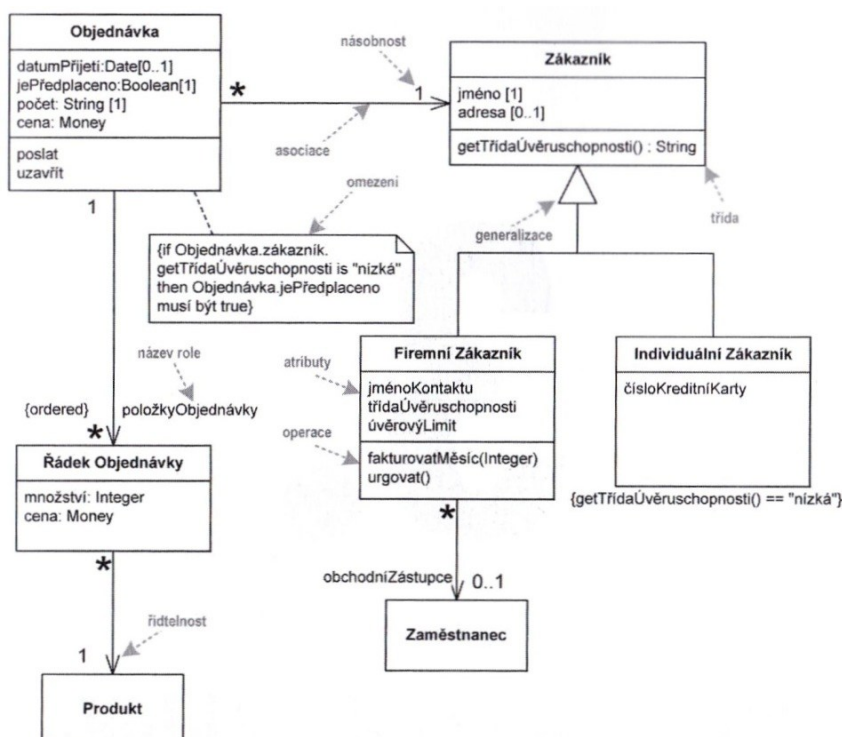 Objednávka
datumPřijetí:Date[0..1]
jePředplaceno:Boolean[1]
počet: String [1]
cena: Money
poslat
uzavřít
násobnost
*
1
asociace
Zákazník
jméno [1]
adresa [0..1]
getTřídaÚvěruschopnosti() : String
třída
generalizace
omezení
{if Objednávka.zákazník.
getTřídaÚvěruschopnosti is "nízká"
then Objednávka.jePředplaceno
musí být true}
1
název role
{ordered}
položkyObjednávky
*
Řádek Objednávky
množství: Integer
cena: Money
*
řidtelnost
1
Produkt
atributy
operace
Firemní Zákazník
jménoKontaktu
třídaÚvěruschopnosti
úvěrovýLimit
fakturovatMěsíc(Integer)
urgovat()
*
obchodníZástupce
0..1
Zaměstnanec
Individuální Zákazník
čísloKreditníKarty
{getTřídaÚvěruschopnosti() == "nízká"}